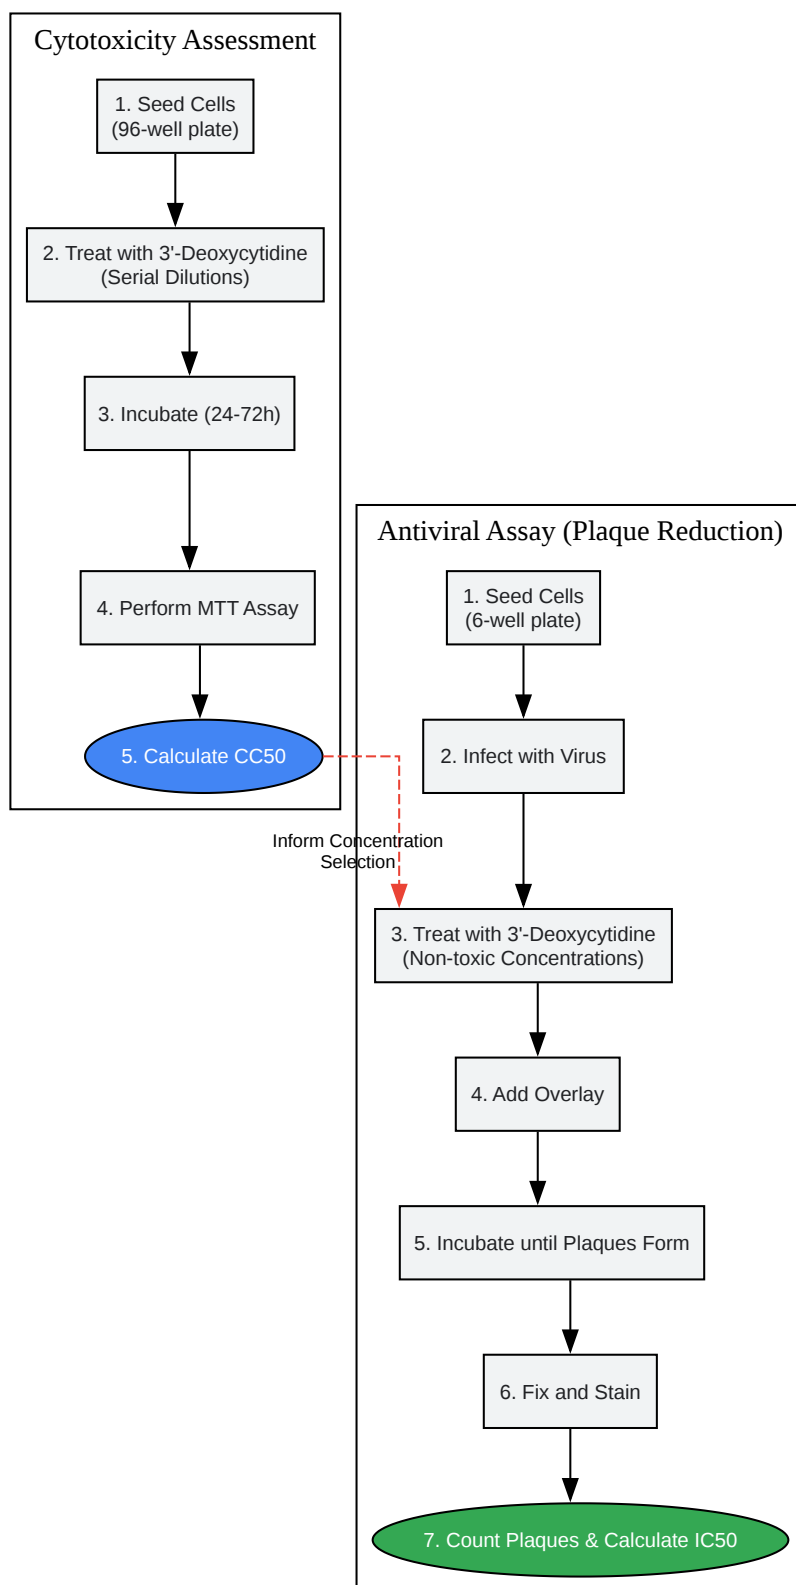 Cytotoxicity Assessment
1. Seed Cells
(96-well plate)
2. Treat with 3'-Deoxycytidine
(Serial Dilutions)
3. Incubate (24-72h)
4. Perform MTT Assay
5. Calculate CC50
Inform Concentration
Selection
Antiviral Assay (Plaque Reduction)
1. Seed Cells
(6-well plate)
2. Infect with Virus
3. Treat with 3'-Deoxycytidine
(Non-toxic Concentrations)
4. Add Overlay
5. Incubate until Plaques Form
6. Fix and Stain
7. Count Plaques & Calculate IC50